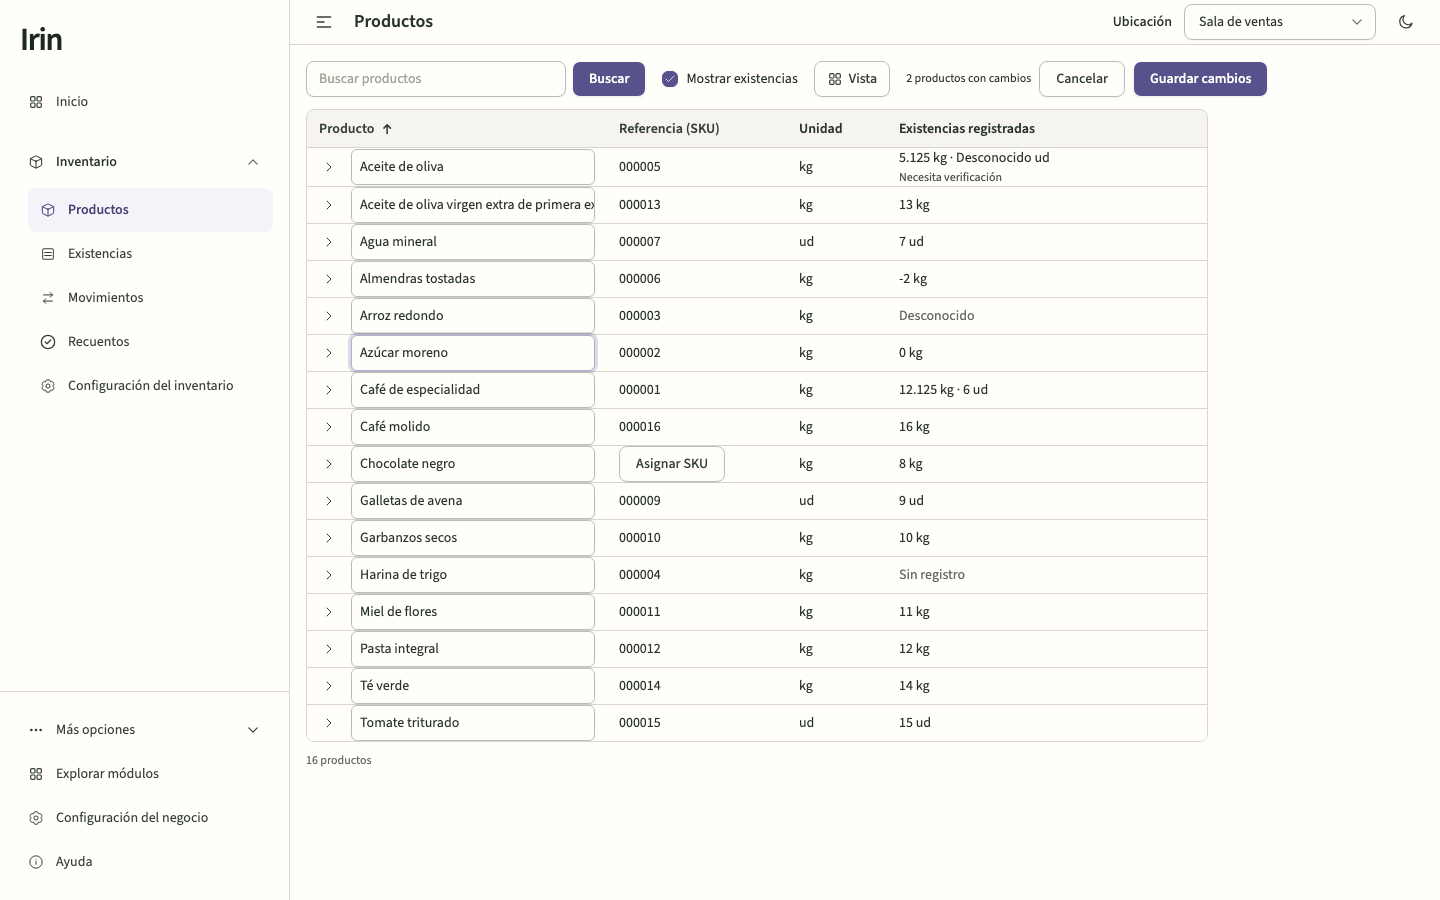 Irin
Inicio
Inventario
Productos
Existencias
Movimientos
Recuentos
Configuración del inventario
Más opciones
Explorar módulos
Configuración del negocio
Ayuda
Productos
Ubicación Sala de ventas
Buscar productos Buscar Mostrar existencias Vista 2 productos con cambios Cancelar Guardar cambios
Producto Referencia (SKU) Unidad Existencias registradas
Aceite de oliva 000005 kg 5.125 kg · Desconocido ud
Necesita verificación
Aceite de oliva virgen extra de primera ex 000013 kg 13 kg
Agua mineral 000007 ud 7 ud
Almendras tostadas 000006 kg -2 kg
Arroz redondo 000003 kg Desconocido
Azúcar moreno 000002 kg 0 kg
Café de especialidad 000001 kg 12.125 kg · 6 ud
Café molido 000016 kg 16 kg
Chocolate negro Asignar SKU kg 8 kg
Galletas de avena 000009 ud 9 ud
Garbanzos secos 000010 kg 10 kg
Harina de trigo 000004 kg Sin registro
Miel de flores 000011 kg 11 kg
Pasta integral 000012 kg 12 kg
Té verde 000014 kg 14 kg
Tomate triturado 000015 ud 15 ud
16 productos